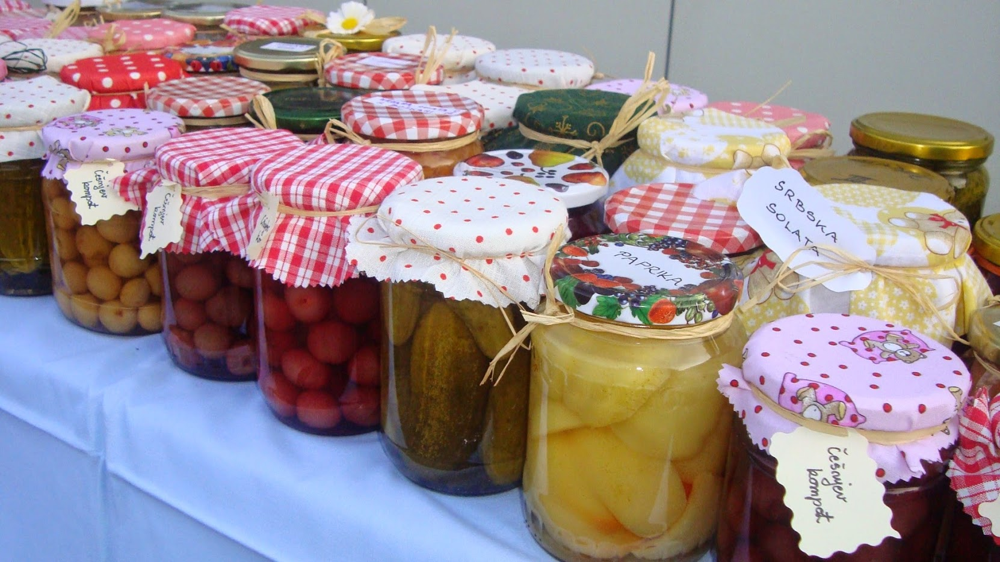 Češnjev
kompot
Češnjev
kompot
PAPRIKA
SRBSKA
SOLATA
Češnjev
kompot